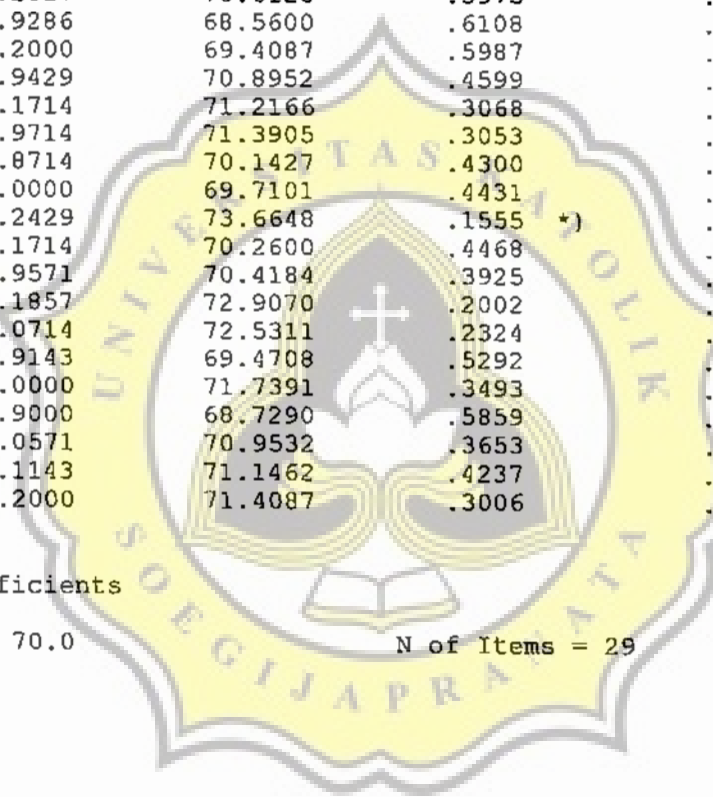 .9286 68.5600 .6108 .
.2000 69.4087 .5987 .
.9429 70.8952 .4599 .
.1714 71.2166 .3068 .
.9714 71.3905 .3053 .
.8714 70.1427 .4300 .
.0000 69.7101 .4431 .
.2429 73.6648 .1555 *) .
.1714 70.2600 .4468 .
.9571 70.4184 .3925 .
.1857 72.9070 .2002 .
.0714 72.5311 .2324 .
.9143 69.4708 .5292 .
.0000 71.7391 .3493 .
.9000 68.7290 .5859 .
.0571 70.9532 .3653 .
.1143 71.1462 .4237 .
.2000 71.4087 .3006 .
ficients
70.0 N of Items = 29
UNIVERSITAS KATOLIK
SOEGIJAPRANATA